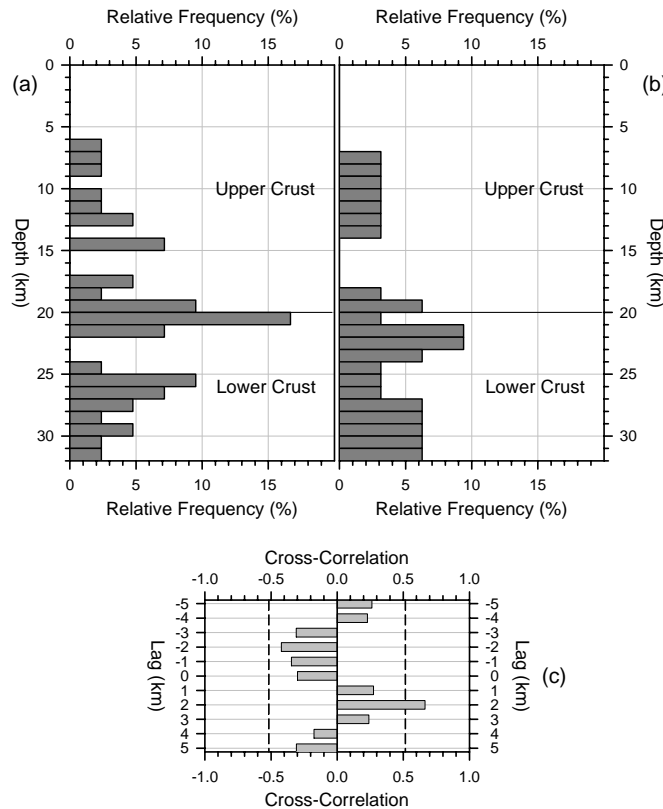 Relative Frequency (%) Relative Frequency (%)
0 5 10 15 0 5 10 15
(a) (b)
0 0
5 5
10 Upper Crust Upper Crust 10
15 15
Depth (km) Depth (km)
20 20
25 Lower Crust Lower Crust 25
30 30
0 5 10 15 0 5 10 15
Relative Frequency (%) Relative Frequency (%)
Cross-Correlation
-1.0 -0.5 0.0 0.5 1.0
-5 -5
-4 -4
-3 -3
-2 -2
-1 -1
Lag (km) Lag (km) (c)
0 0
1 1
2 2
3 3
4 4
5 5
-1.0 -0.5 0.0 0.5 1.0
Cross-Correlation